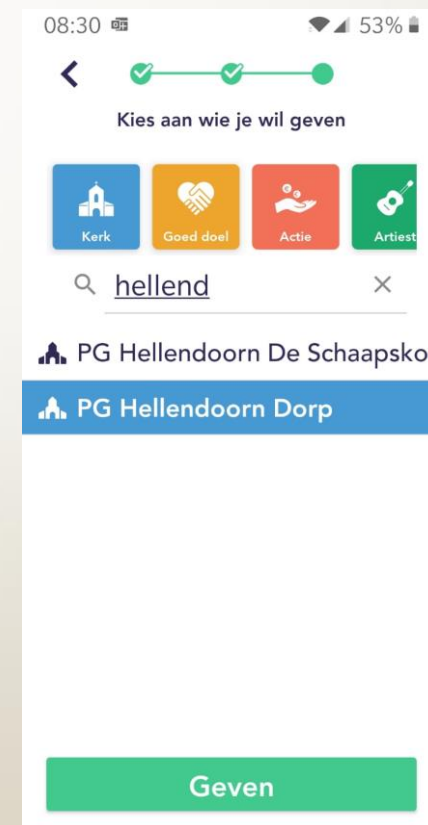 08:30 53%
Kies aan wie je wil geven
Kerk Goed doel Actie Artiest
hellend
PG Hellendoorn De Schaapsko
PG Hellendoorn Dorp
Geven